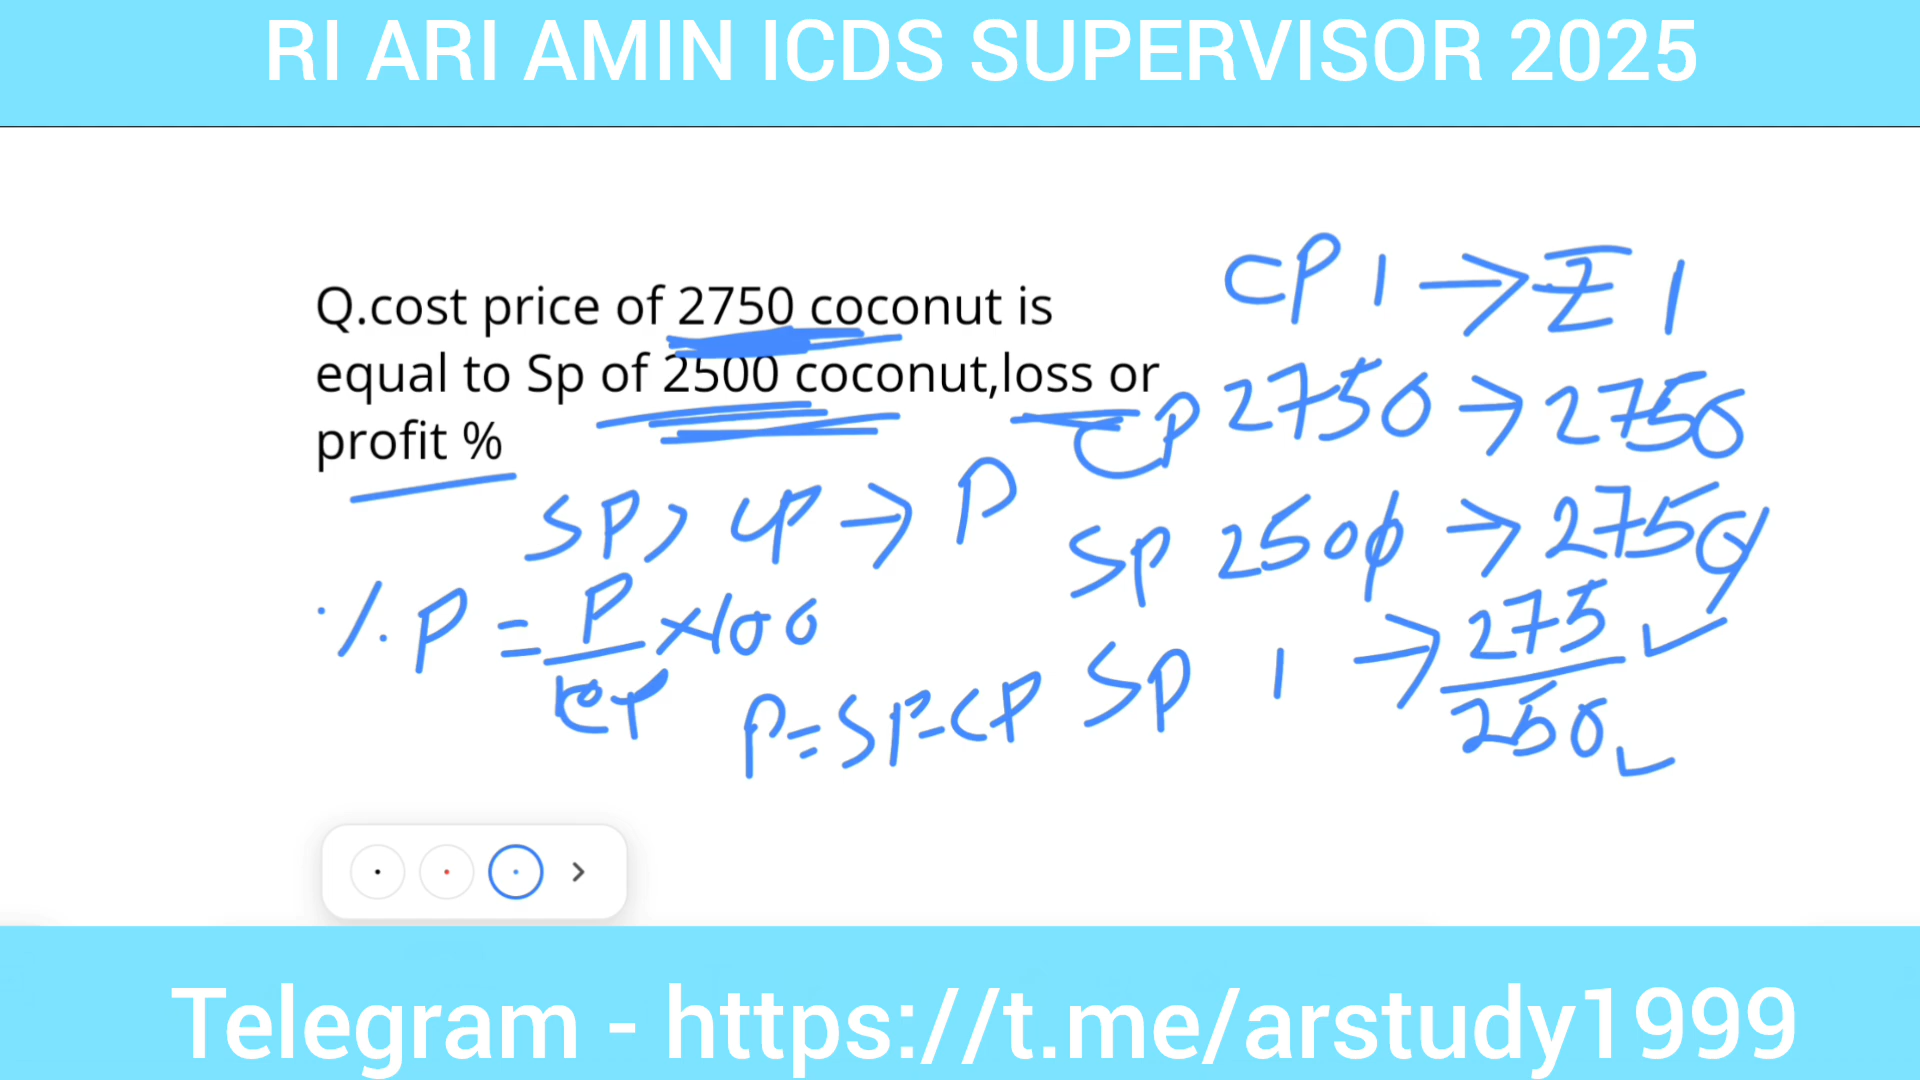 RI ARI AMIN ICDS SUPERVISOR 2025
Q.cost price of 2750 coconut is
equal to Sp of 2500 coconut,loss or
profit %
CP 1 → ₹ 1
CP 2750 → 2750
SP > CP → P
SP 2500 → 2750
% P = P/CP × 100
P = SP - CP
SP 1 → 275/250
Telegram - https://t.me/arstudy1999